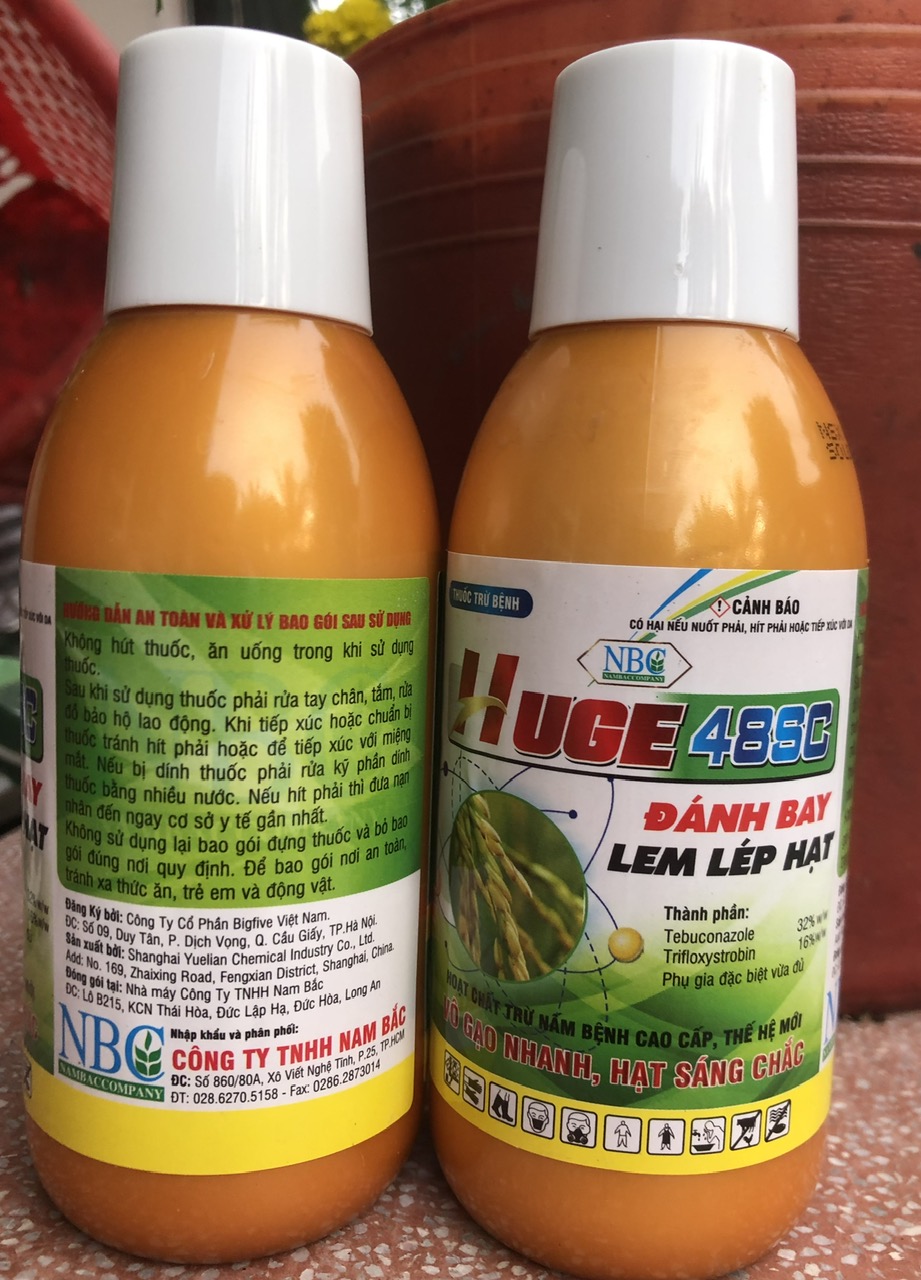 HƯỚNG DẪN AN TOÀN VÀ XỬ LÝ BAO GÓI SAU SỬ DỤNG
Không hút thuốc, ăn uống trong khi sử dụng
thuốc.
Sau khi sử dụng thuốc phải rửa tay chân, tắm, rửa
đồ bảo hộ lao động. Khi tiếp xúc hoặc chuẩn bị
thuốc tránh hít phải hoặc để tiếp xúc với miệng
mắt. Nếu bị dính thuốc phải rửa kỹ phần dính
thuốc bằng nhiều nước. Nếu hít phải thì đưa nạn
nhân đến ngay cơ sở y tế gần nhất.
Không sử dụng lại bao gói đựng thuốc và bỏ bao
gói đúng nơi quy định. Để bao gói nơi an toàn,
tránh xa thức ăn, trẻ em và động vật.
Đăng Ký bởi: Công Ty Cổ Phần Bigfive Việt Nam.
ĐC: Số 09, Duy Tân, P. Dịch Vọng, Q. Cầu Giấy, TP.Hà Nội.
Sản xuất bởi: Shanghai Yuelian Chemical Industry Co., Ltd.
Add: No. 169, Zhaixing Road, Fengxian District, Shanghai, China.
Đóng gói tại: Nhà máy Công Ty TNHH Nam Bắc
ĐC: Lô B215, KCN Thái Hòa, Đức Lập Hạ, Đức Hòa, Long An
NBC
NAMBACCOMPANY
Nhập khẩu và phân phối:
CÔNG TY TNHH NAM BẮC
ĐC: Số 860/80A, Xô Viết Nghệ Tĩnh, P.25, TP.HCM
ĐT: 028.6270.5158 - Fax: 0286.2873014
THUỐC TRỪ BỆNH
CẢNH BÁO
CÓ HẠI NẾU NUỐT PHẢI, HÍT PHẢI HOẶC TIẾP XÚC VỚI DA
NBC
NAMBACCOMPANY
HUGE 48SC
ĐÁNH BAY
LEM LÉP HẠT
Thành phần:
Tebuconazole 32% w/w
Trifloxystrobin 16% w/w
Phụ gia đặc biệt vừa đủ
HOẠT CHẤT TRỪ NẤM BỆNH CAO CẤP, THẾ HỆ MỚI
VÔ GẠO NHANH, HẠT SÁNG CHẮC